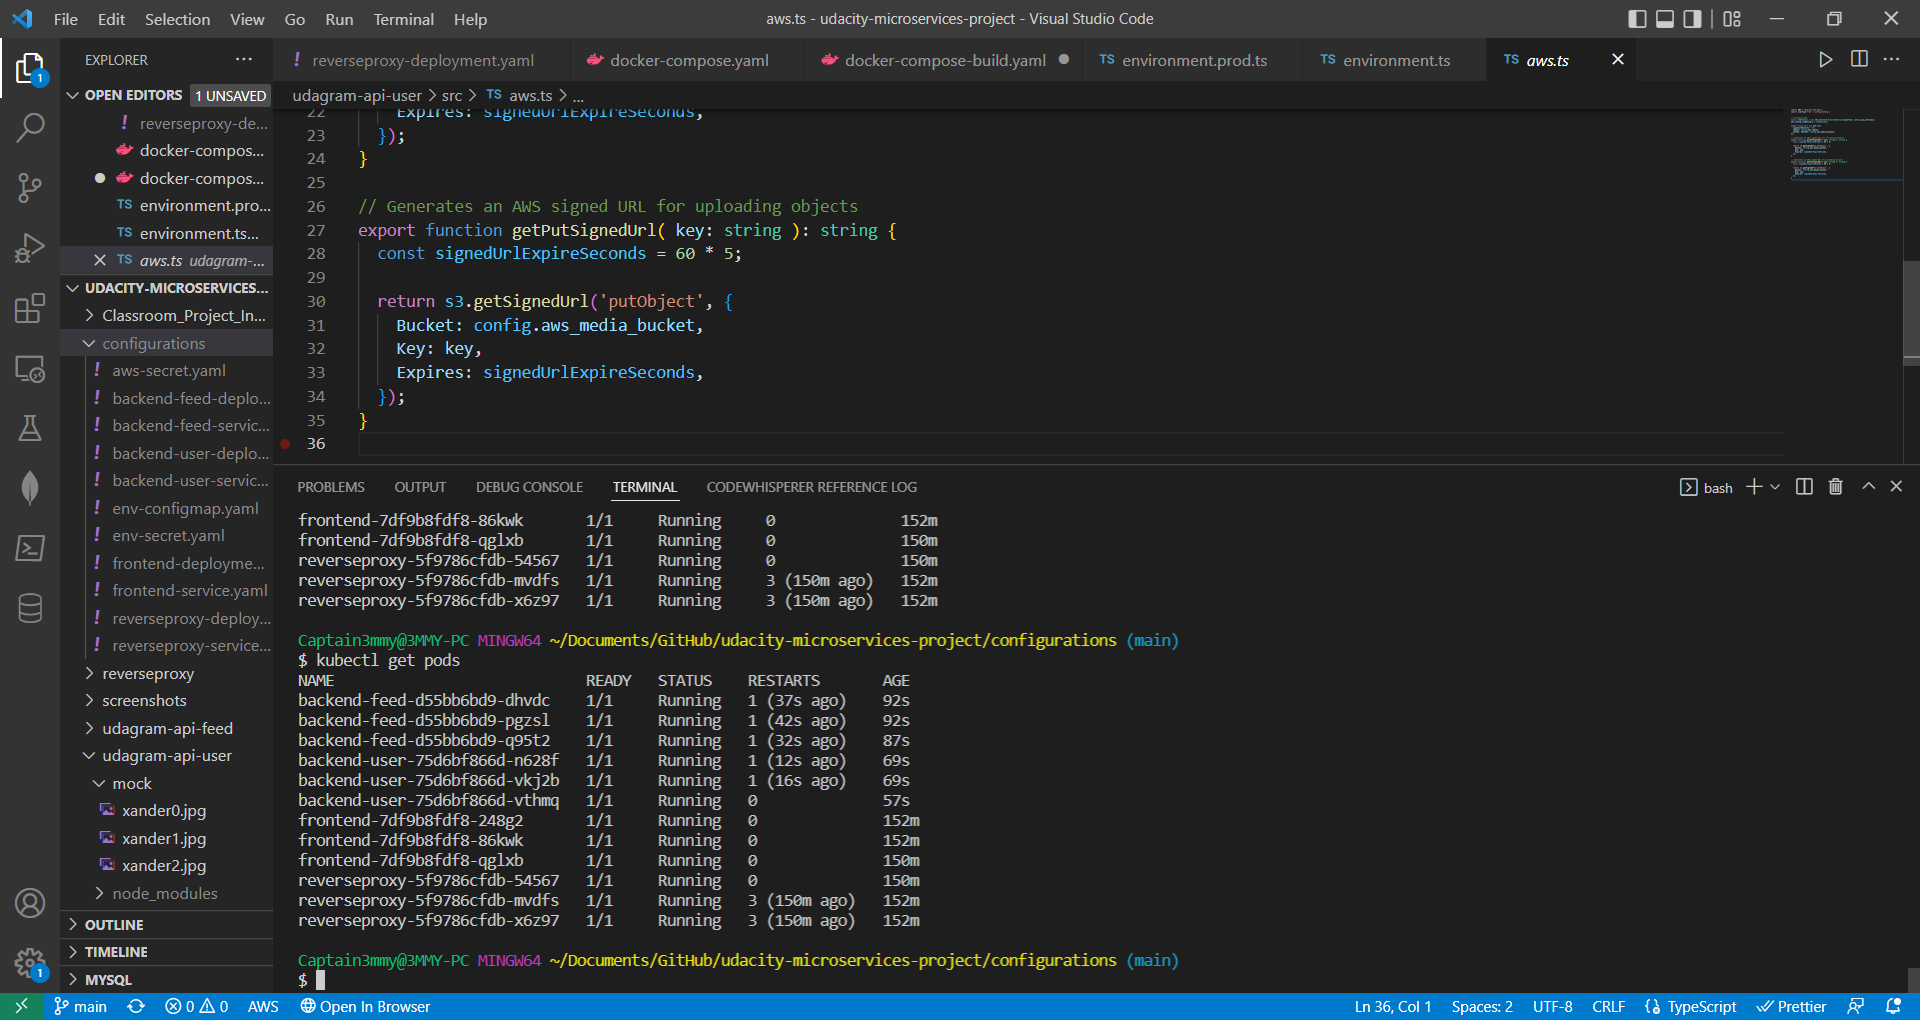 File Edit Selection View Go Run Terminal Help
aws.ts - udacity-microservices-project - Visual Studio Code
EXPLORER
OPEN EDITORS 1 UNSAVED
! reverseproxy-de...
docker-compos...
docker-compos...
TS environment.pro...
TS environment.ts...
TS aws.ts udagram-...
UDACITY-MICROSERVICES...
Classroom_Project_In...
configurations
! aws-secret.yaml
! backend-feed-deplo...
! backend-feed-servic...
! backend-user-deplo...
! backend-user-servic...
! env-configmap.yaml
! env-secret.yaml
! frontend-deployme...
! frontend-service.yaml
! reverseproxy-deploy...
! reverseproxy-service...
reverseproxy
screenshots
udagram-api-feed
udagram-api-user
mock
xander0.jpg
xander1.jpg
xander2.jpg
node_modules
OUTLINE
TIMELINE
MYSQL
1
1
! reverseproxy-deployment.yaml
docker-compose.yaml
docker-compose-build.yaml
TS environment.prod.ts
TS environment.ts
TS aws.ts
udagram-api-user > src > TS aws.ts > ...
22 Expires: signedUrlExpireSeconds,
23 });
24 }
25
26 // Generates an AWS signed URL for uploading objects
27 export function getPutSignedUrl( key: string ): string {
28 const signedUrlExpireSeconds = 60 * 5;
29
30 return s3.getSignedUrl('putObject', {
31 Bucket: config.aws_media_bucket,
32 Key: key,
33 Expires: signedUrlExpireSeconds,
34 });
35 }
36
PROBLEMS OUTPUT DEBUG CONSOLE TERMINAL CODEWHISPERER REFERENCE LOG
bash
frontend-7df9b8fdf8-86kwk 1/1 Running 0 152m
frontend-7df9b8fdf8-qglxb 1/1 Running 0 150m
reverseproxy-5f9786cfdb-54567 1/1 Running 0 150m
reverseproxy-5f9786cfdb-mvdfs 1/1 Running 3 (150m ago) 152m
reverseproxy-5f9786cfdb-x6z97 1/1 Running 3 (150m ago) 152m
Captain3mmy@3MMY-PC MINGW64 ~/Documents/GitHub/udacity-microservices-project/configurations (main)
$ kubectl get pods
NAME READY STATUS RESTARTS AGE
backend-feed-d55bb6bd9-dhvdc 1/1 Running 1 (37s ago) 92s
backend-feed-d55bb6bd9-pgzsl 1/1 Running 1 (42s ago) 92s
backend-feed-d55bb6bd9-q95t2 1/1 Running 1 (32s ago) 87s
backend-user-75d6bf866d-n628f 1/1 Running 1 (12s ago) 69s
backend-user-75d6bf866d-vkj2b 1/1 Running 1 (16s ago) 69s
backend-user-75d6bf866d-vthmq 1/1 Running 0 57s
frontend-7df9b8fdf8-248g2 1/1 Running 0 152m
frontend-7df9b8fdf8-86kwk 1/1 Running 0 152m
frontend-7df9b8fdf8-qglxb 1/1 Running 0 150m
reverseproxy-5f9786cfdb-54567 1/1 Running 0 150m
reverseproxy-5f9786cfdb-mvdfs 1/1 Running 3 (150m ago) 152m
reverseproxy-5f9786cfdb-x6z97 1/1 Running 3 (150m ago) 152m
Captain3mmy@3MMY-PC MINGW64 ~/Documents/GitHub/udacity-microservices-project/configurations (main)
$
main 0 0 AWS Open In Browser
Ln 36, Col 1 Spaces: 2 UTF-8 CRLF {} TypeScript Prettier